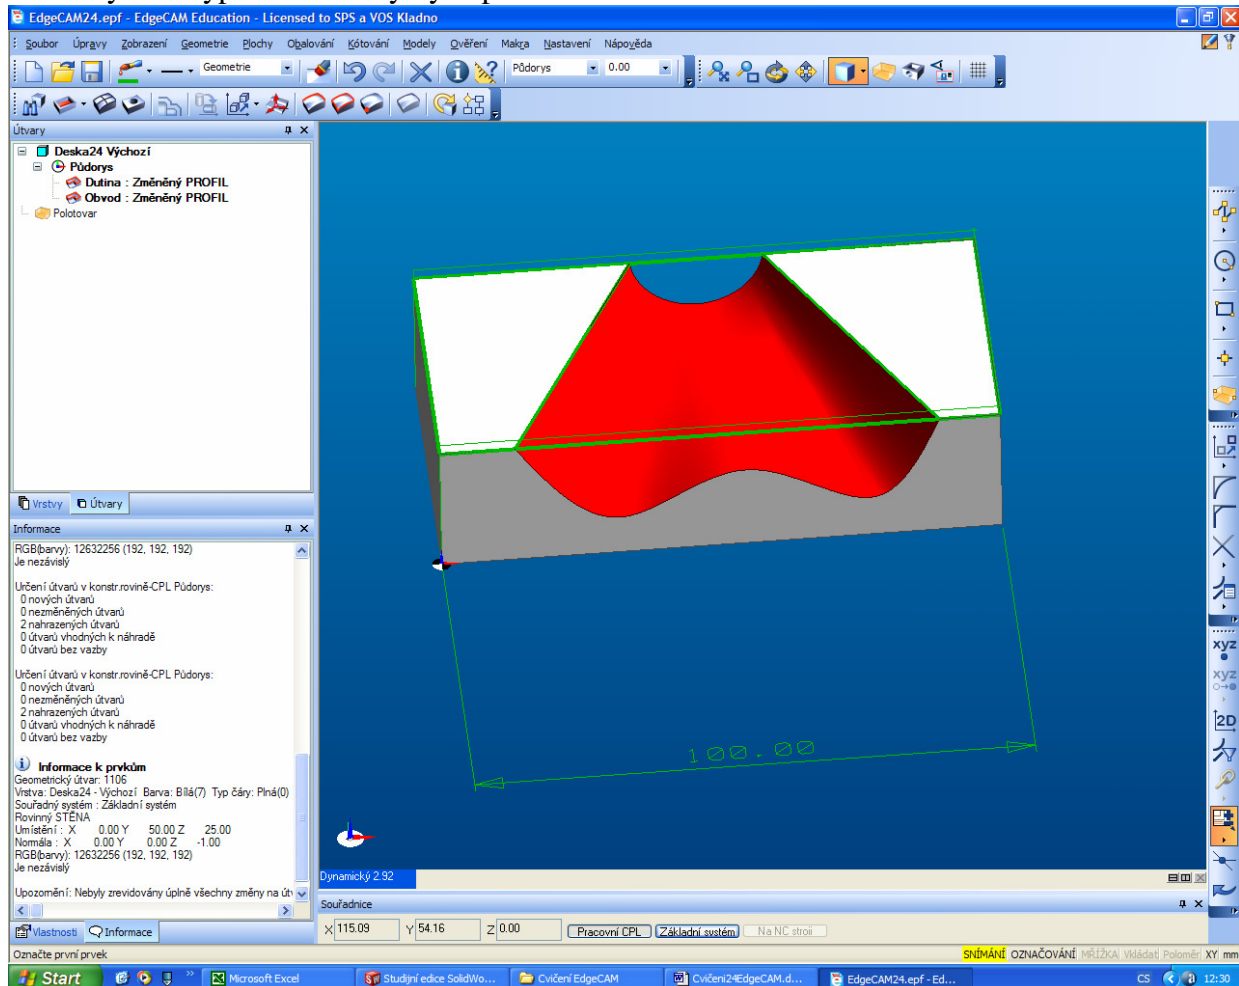 EdgeCAM24.epf - EdgeCAM Education - Licensed to SPS a VOS Kladno
Soubor Úpravy Zobrazení Geometrie Plochy Obalování Kótování Modely Ověření Makra Nastavení Nápověda
Geometrie Půdorys 0.00
Útvary
Deska24 Výchozí
Půdorys
Dutina : Změněný PROFIL
Obvod : Změněný PROFIL
Polotovar
Vrstvy Útvary
Informace
RGB(barvy): 12632256 (192, 192, 192)
Je nezávislý
Určení útvarů v konstr.rovině-CPL Půdorys:
0 nových útvarů
0 nezměněných útvarů
2 nahrazených útvarů
0 útvarů vhodných k náhradě
0 útvarů bez vazby
Určení útvarů v konstr.rovině-CPL Půdorys:
0 nových útvarů
0 nezměněných útvarů
2 nahrazených útvarů
0 útvarů vhodných k náhradě
0 útvarů bez vazby
Informace k prvkům
Geometrický útvar: 1106
Vrstva: Deska24 - Výchozí Barva: Bílá(7) Typ čáry: Plná(0)
Souřadný systém : Základní systém
Rovinný STĚNA
Umístění : X 0.00 Y 50.00 Z 25.00
Normála : X 0.00 Y 0.00 Z -1.00
RGB(barvy): 12632256 (192, 192, 192)
Je nezávislý
Upozornění: Nebyly zrevidovány úplně všechny změny na útv
Vlastnosti Informace
100.00
xyz
xyz
2D
Dynamický 2.92
Souřadnice
X 115.09 Y 54.16 Z 0.00 Pracovní CPL Základní systém Na NC stroji
Označte první prvek
SNÍMÁNÍ OZNAČOVÁNÍ MŘÍŽKA Vkládat Poloměr XY mm
Start Microsoft Excel Studijní edice SolidWo... Cvičení EdgeCAM Cvičení24EdgeCAM.d... EdgeCAM24.epf - Ed... CS 12:30